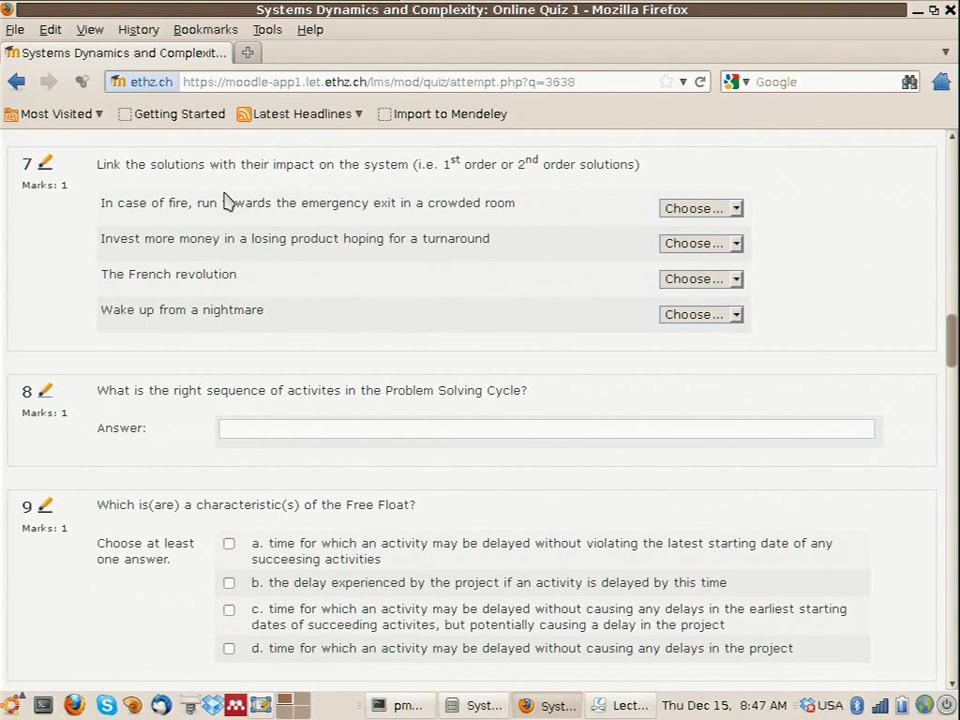 Systems Dynamics and Complexity: Online Quiz 1 - Mozilla Firefox
File Edit View History Bookmarks Tools Help
Systems Dynamics and Complexit...
ethz.ch https://moodle-app1.let.ethz.ch/lms/mod/quiz/attempt.php?q=3638 Google
Most Visited Getting Started Latest Headlines Import to Mendeley
7 Link the solutions with their impact on the system (i.e. 1st order or 2nd order solutions)
Marks: 1
In case of fire, run towards the emergency exit in a crowded room Choose...
Invest more money in a losing product hoping for a turnaround Choose...
The French revolution Choose...
Wake up from a nightmare Choose...
8 What is the right sequence of activites in the Problem Solving Cycle?
Marks: 1
Answer:
9 Which is(are) a characteristic(s) of the Free Float?
Marks: 1
Choose at least
one answer.
a. time for which an activity may be delayed without violating the latest starting date of any
succeesing activities
b. the delay experienced by the project if an activity is delayed by this time
c. time for which an activity may be delayed without causing any delays in the earliest starting
dates of succeeding activites, but potentially causing a delay in the project
d. time for which an activity may be delayed without causing any delays in the project
pm... Syst... Syst... Lect... Thu Dec 15, 8:47 AM USA